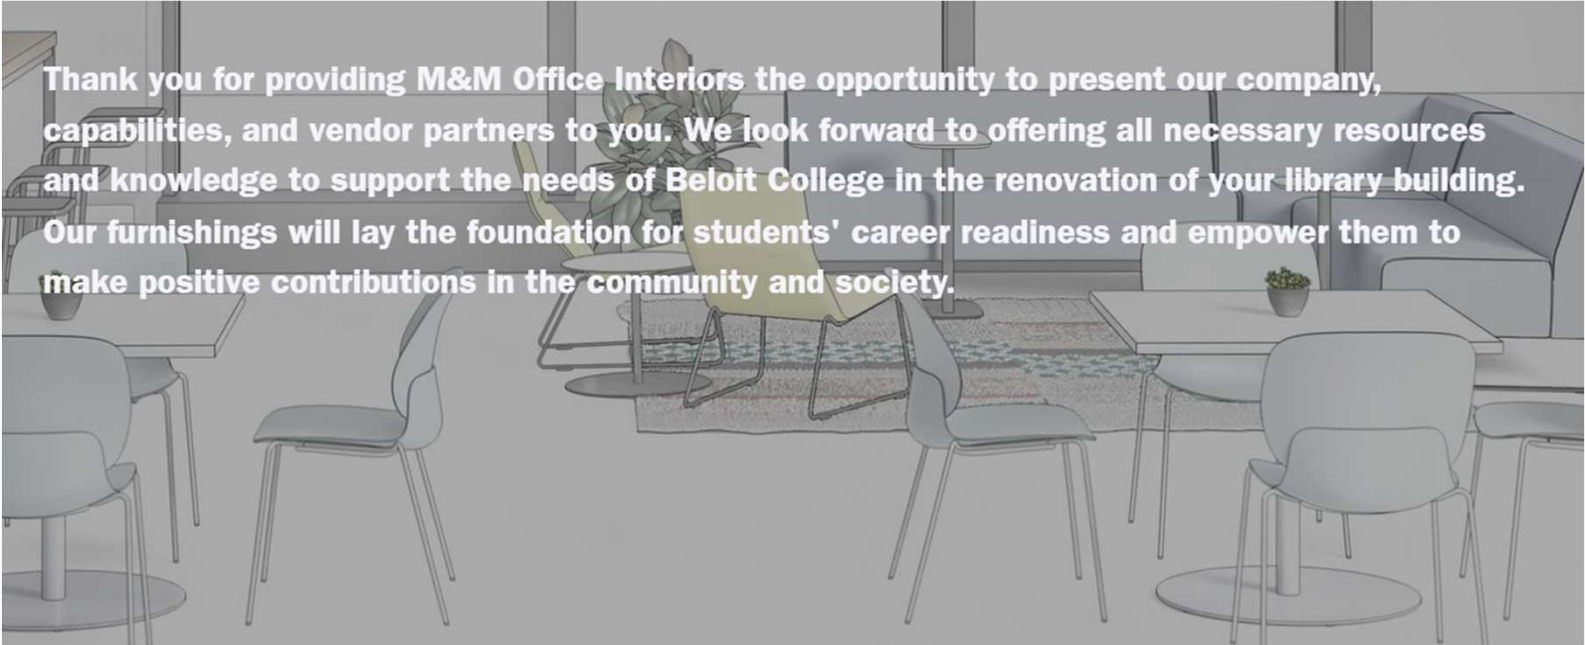 Thank you for providing M&M Office Interiors the opportunity to present our company,
capabilities, and vendor partners to you. We look forward to offering all necessary resources
and knowledge to support the needs of Beloit College in the renovation of your library building.
Our furnishings will lay the foundation for students' career readiness and empower them to
make positive contributions in the community and society.